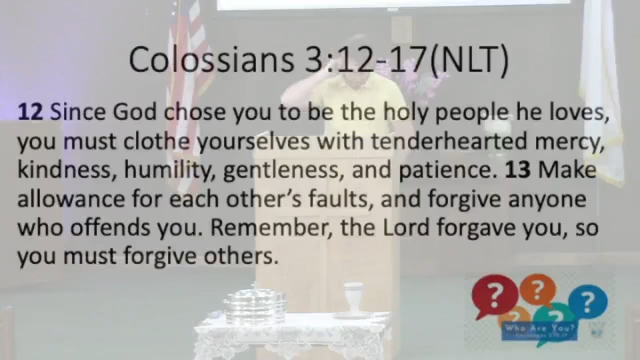 Colossians 3:12-17(NLT)
12 Since God chose you to be the holy people he loves,
you must clothe yourselves with tenderhearted mercy,
kindness, humility, gentleness, and patience. 13 Make
allowance for each other's faults, and forgive anyone
who offends you. Remember, the Lord forgave you, so
you must forgive others.
? ? ? ?
Who Are You?